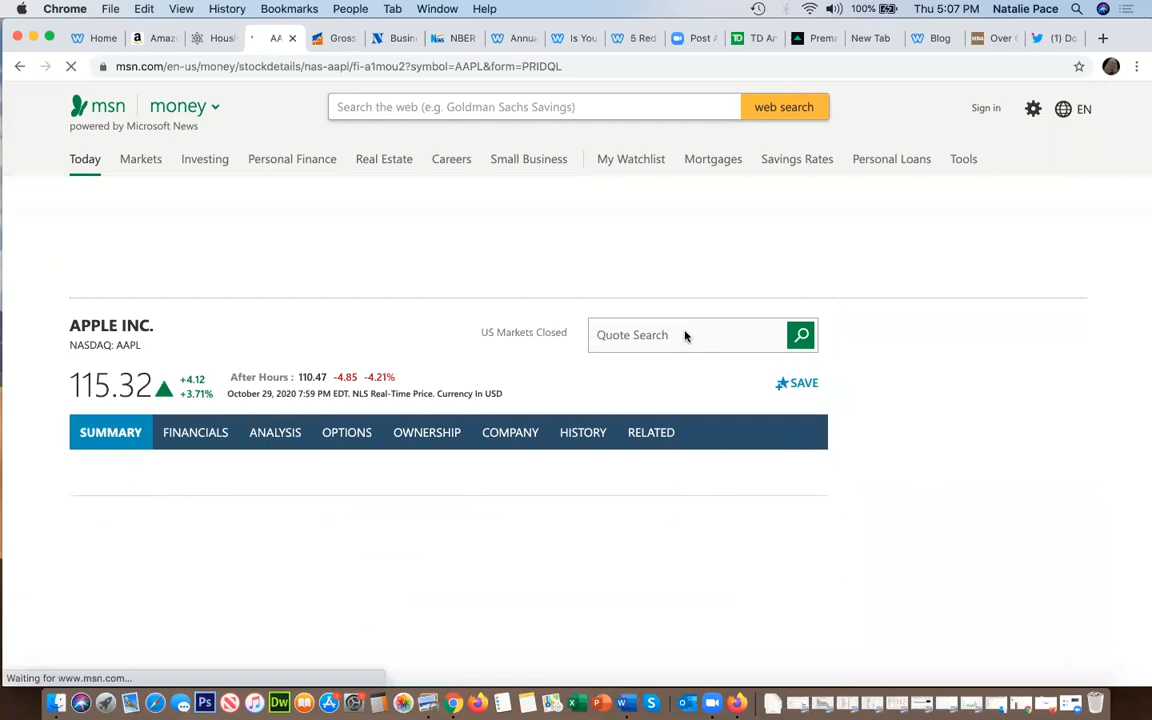 Chrome File Edit View History Bookmarks People Tab Window Help 100% Thu 5:07 PM Natalie Pace
Home Amaz Housi AA Gross Busin NBER Annu Is You 5 Red Post A TD An Prema New Tab Blog Over (1) Do
msn.com/en-us/money/stockdetails/nas-aapl/fi-a1mou2?symbol=AAPL&form=PRIDQL
msn money Search the web (e.g. Goldman Sachs Savings) web search Sign in EN
powered by Microsoft News
Today Markets Investing Personal Finance Real Estate Careers Small Business My Watchlist Mortgages Savings Rates Personal Loans Tools
APPLE INC. US Markets Closed Quote Search
NASDAQ: AAPL
115.32 +4.12 After Hours : 110.47 -4.85 -4.21% SAVE
+3.71% October 29, 2020 7:59 PM EDT. NLS Real-Time Price. Currency In USD
SUMMARY FINANCIALS ANALYSIS OPTIONS OWNERSHIP COMPANY HISTORY RELATED
Waiting for www.msn.com...
Ps Dw